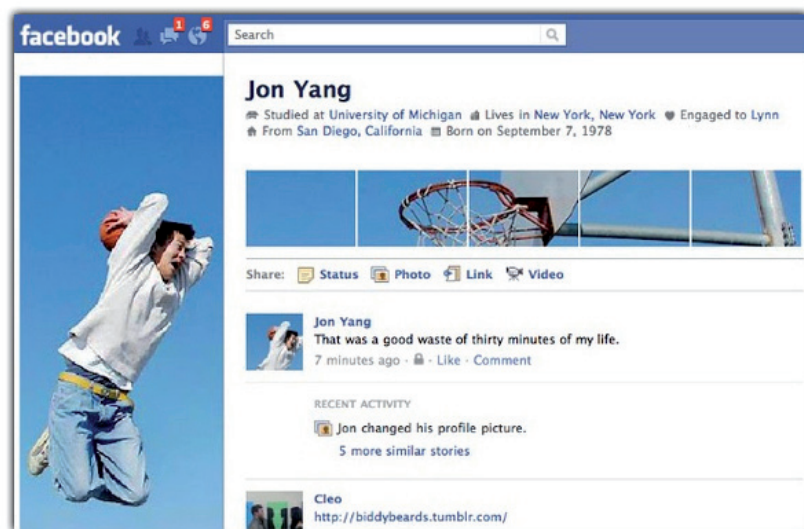 facebook
1
6
Search
Jon Yang
Studied at University of Michigan Lives in New York, New York Engaged to Lynn
From San Diego, California Born on September 7, 1978
Share: Status Photo Link Video
Jon Yang
That was a good waste of thirty minutes of my life.
7 minutes ago · · Like · Comment
RECENT ACTIVITY
Jon changed his profile picture.
5 more similar stories
Cleo
http://biddybeards.tumblr.com/